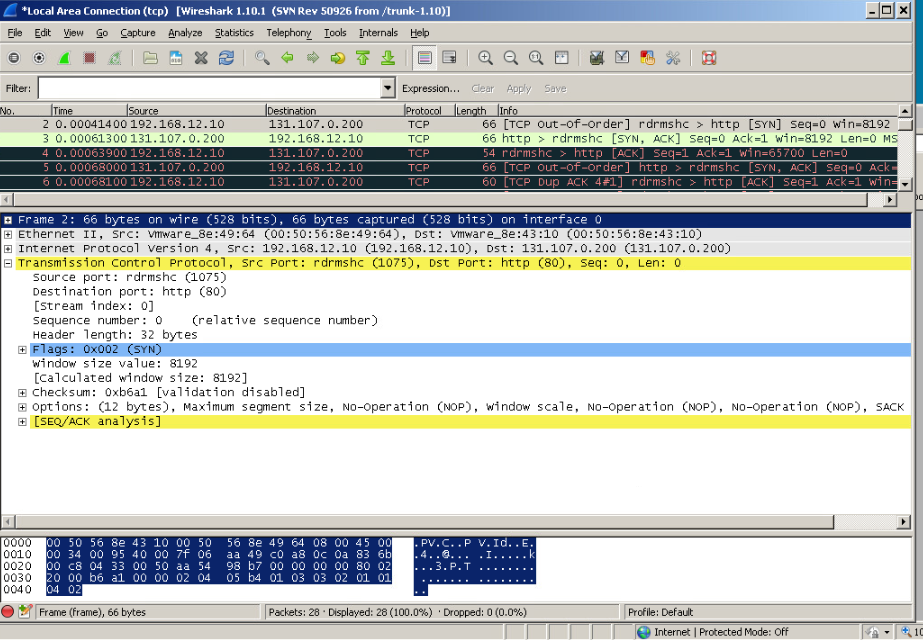 *Local Area Connection (tcp) [Wireshark 1.10.1 (SVN Rev 50926 from /trunk-1.10)]
File Edit View Go Capture Analyze Statistics Telephony Tools Internals Help
Filter: Expression... Clear Apply Save
No. Time Source Destination Protocol Length Info
2 0.00041400 192.168.12.10 131.107.0.200 TCP 66 [TCP Out-Of-Order] rdrmshc > http [SYN] Seq=0 Win=8192
3 0.00061300 131.107.0.200 192.168.12.10 TCP 66 http > rdrmshc [SYN, ACK] Seq=0 Ack=1 Win=8192 Len=0 MS
4 0.00063900 192.168.12.10 131.107.0.200 TCP 54 rdrmshc > http [ACK] Seq=1 Ack=1 Win=65700 Len=0
5 0.00068000 131.107.0.200 192.168.12.10 TCP 66 [TCP Out-Of-Order] http > rdrmshc [SYN, ACK] Seq=0 Ack=
6 0.00068100 192.168.12.10 131.107.0.200 TCP 60 [TCP Dup ACK 4#1] rdrmshc > http [ACK] Seq=1 Ack=1 Win=
Frame 2: 66 bytes on wire (528 bits), 66 bytes captured (528 bits) on interface 0
Ethernet II, Src: Vmware_8e:49:64 (00:50:56:8e:49:64), Dst: Vmware_8e:43:10 (00:50:56:8e:43:10)
Internet Protocol Version 4, Src: 192.168.12.10 (192.168.12.10), Dst: 131.107.0.200 (131.107.0.200)
Transmission Control Protocol, Src Port: rdrmshc (1075), Dst Port: http (80), Seq: 0, Len: 0
Source port: rdrmshc (1075)
Destination port: http (80)
[Stream index: 0]
Sequence number: 0 (relative sequence number)
Header length: 32 bytes
Flags: 0x002 (SYN)
Window size value: 8192
[Calculated window size: 8192]
Checksum: 0xb6a1 [validation disabled]
Options: (12 bytes), Maximum segment size, No-Operation (NOP), Window scale, No-Operation (NOP), No-Operation (NOP), SACK
[SEQ/ACK analysis]
0000 00 50 56 8e 43 10 00 50 56 8e 49 64 08 00 45 00 .PV.C..P V.Id..E.
0010 00 34 00 95 40 00 7f 06 aa 49 c0 a8 0c 0a 83 6b .4..@... .I.....k
0020 00 c8 04 33 00 50 aa 54 98 b7 00 00 00 00 80 02 ...3.P.T ........
0030 20 00 b6 a1 00 00 02 04 05 b4 01 03 03 02 01 01 ........ ........
0040 04 02 ..
Frame (frame), 66 bytes Packets: 28 · Displayed: 28 (100.0%) · Dropped: 0 (0.0%) Profile: Default
Internet | Protected Mode: Off